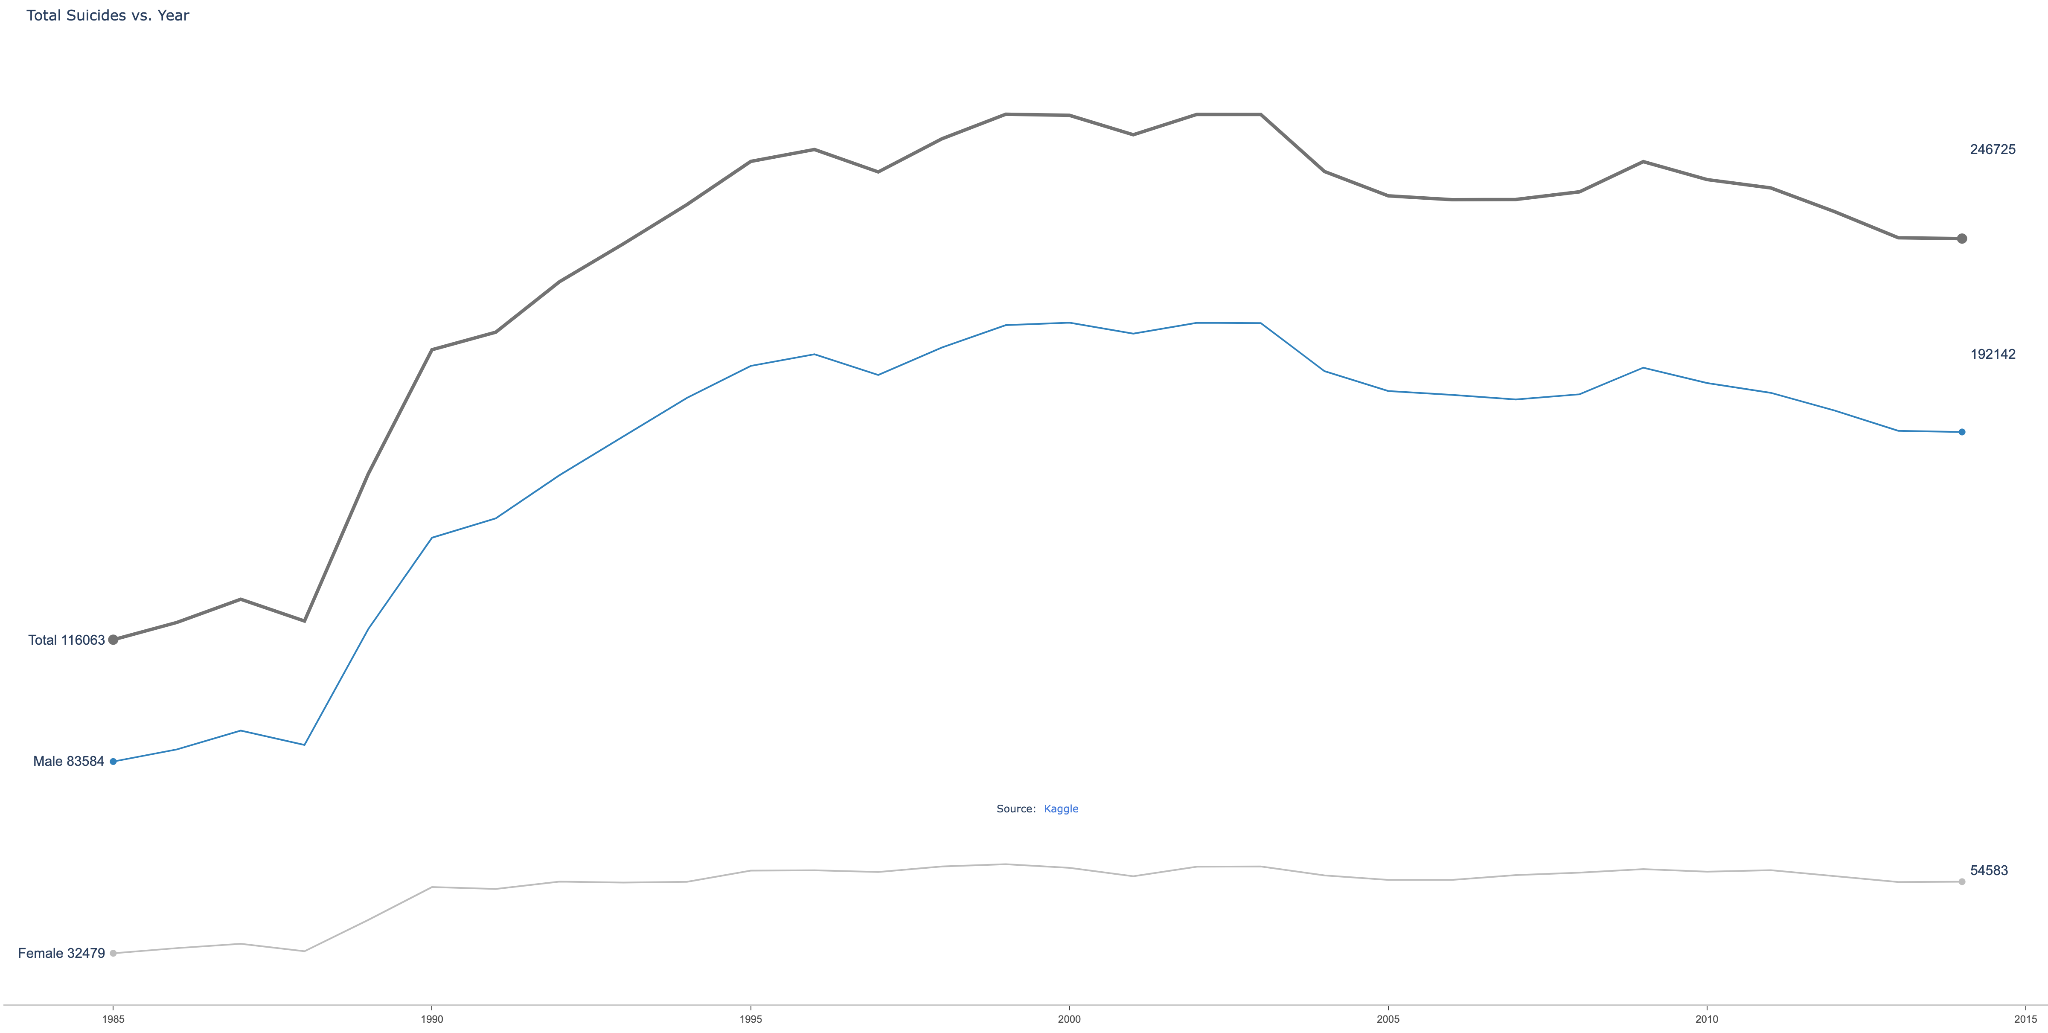 Total Suicides vs. Year
246725
192142
Total 116063
Male 83584
Source: Kaggle
54583
Female 32479
1985 1990 1995 2000 2005 2010 2015